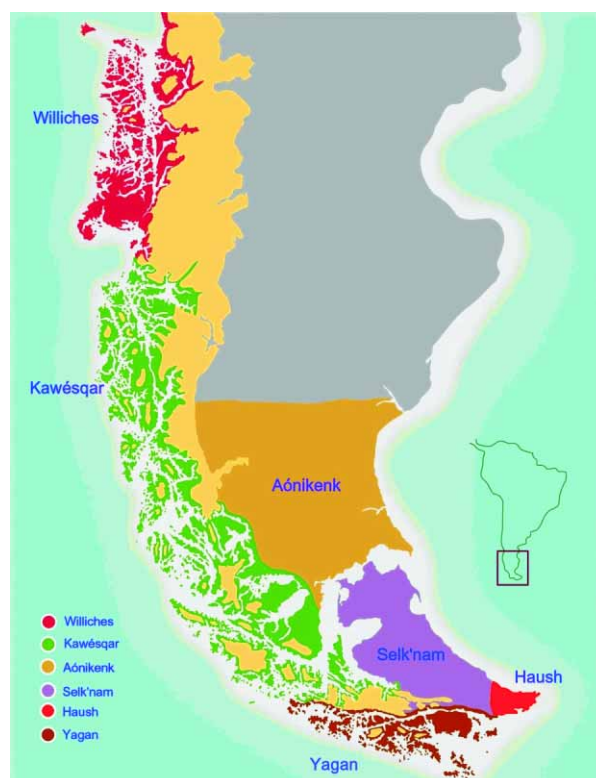 Williches
Kawésqar
Aónikenk
Selk'nam
Haush
Yagan
Williches
Kawésqar
Aónikenk
Selk'nam
Haush
Yagan